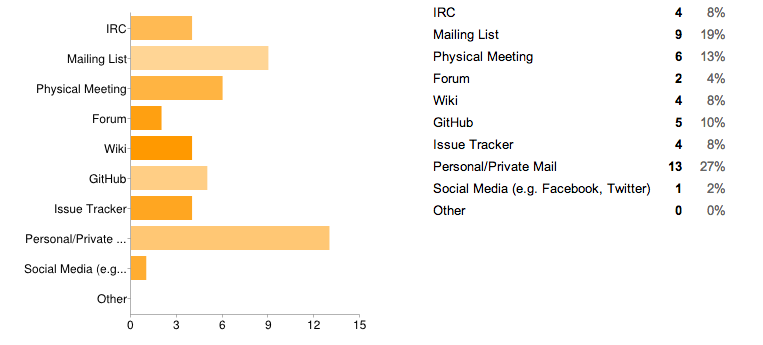 IRC
Mailing List
Physical Meeting
Forum
Wiki
GitHub
Issue Tracker
Personal/Private ...
Social Media (e.g...
Other
0 3 6 9 12 15
IRC 4 8%
Mailing List 9 19%
Physical Meeting 6 13%
Forum 2 4%
Wiki 4 8%
GitHub 5 10%
Issue Tracker 4 8%
Personal/Private Mail 13 27%
Social Media (e.g. Facebook, Twitter) 1 2%
Other 0 0%